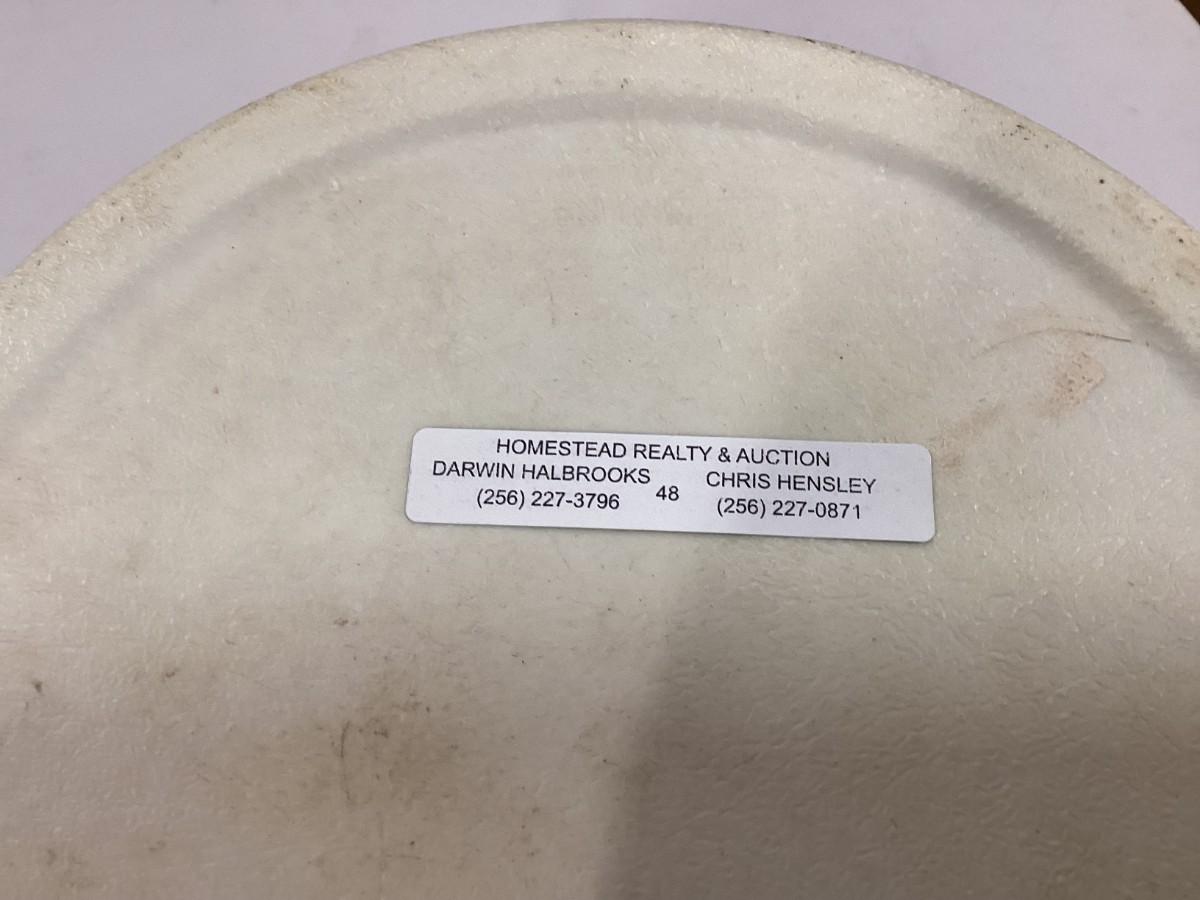 HOMESTEAD REALTY & AUCTION
DARWIN HALBROOKS 48 CHRIS HENSLEY
(256) 227-3796 (256) 227-0871